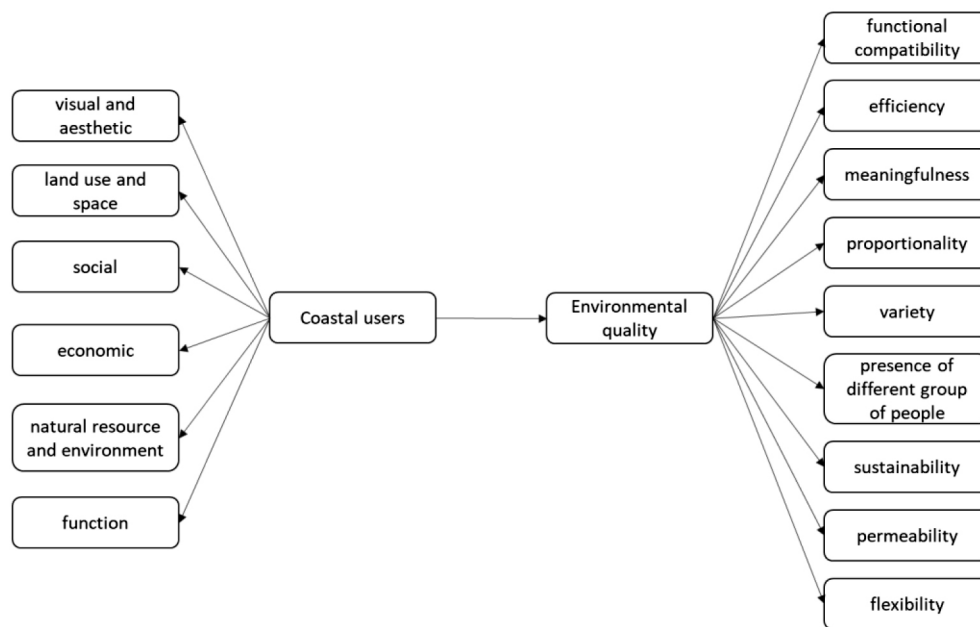 visual and
aesthetic
land use and
space
social
economic
natural resource
and environment
function
Coastal users
Environmental
quality
functional
compatibility
efficiency
meaningfulness
proportionality
variety
presence of
different group
of people
sustainability
permeability
flexibility